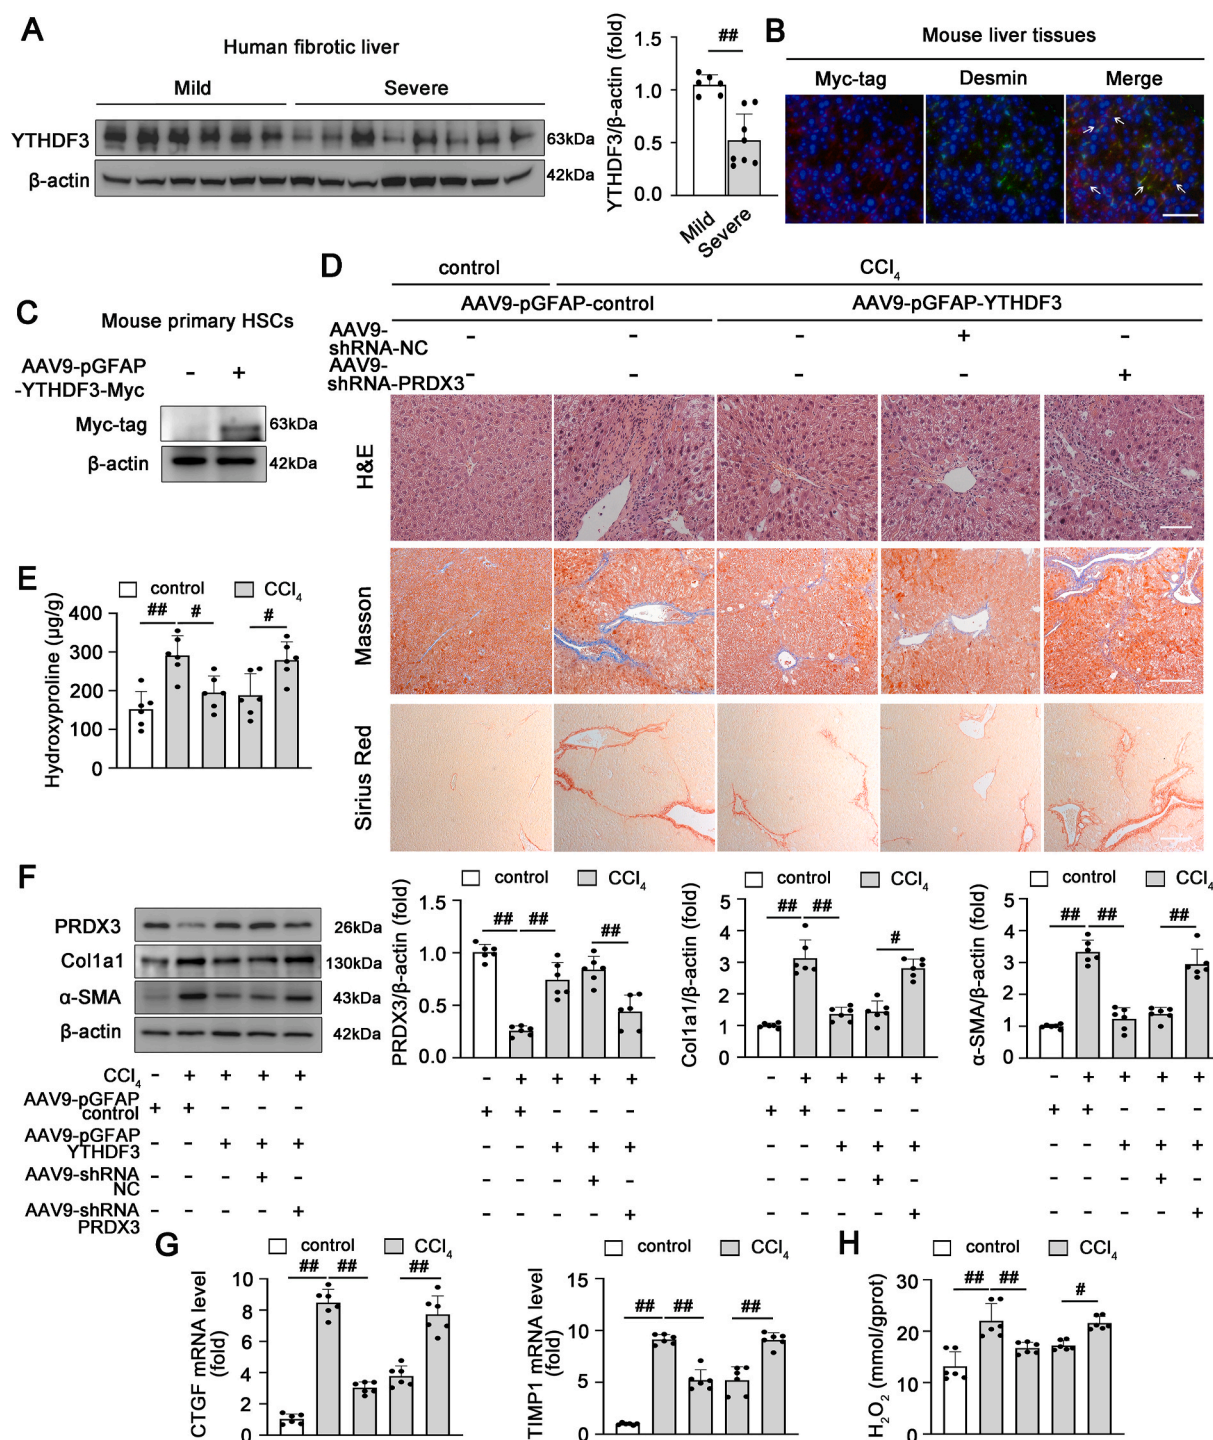 A
Human fibrotic liver
Mild Severe
YTHDF3 63kDa
β-actin 42kDa
YTHDF3/β-actin (fold)
1.5
1.0
0.5
0.0
##
Mild
Severe
B
Mouse liver tissues
Myc-tag Desmin Merge
C
Mouse primary HSCs
AAV9-pGFAP
-YTHDF3-Myc - +
Myc-tag 63kDa
β-actin 42kDa
D
control CCl4
AAV9-pGFAP-control AAV9-pGFAP-YTHDF3
AAV9-
shRNA-NC - - - + -
AAV9-
shRNA-PRDX3 - - - - +
H&E
Masson
Sirius Red
E
control CCl4
Hydroxyproline (μg/g)
400
300
200
100
0
## # #
F
PRDX3 26kDa
Col1a1 130kDa
α-SMA 43kDa
β-actin 42kDa
CCl4 - + + + +
AAV9-pGFAP
control + + - - -
AAV9-pGFAP
YTHDF3 - - + + +
AAV9-shRNA
NC - - - + -
AAV9-shRNA
PRDX3 - - - - +
control CCl4
PRDX3/β-actin (fold)
1.5
1.0
0.5
0.0
## ## ##
- + + + +
+ + - - -
- - + + +
- - - + -
- - - - +
control CCl4
Col1a1/β-actin (fold)
5
4
3
2
1
0
## ## #
- + + + +
+ + - - -
- - + + +
- - - + -
- - - - +
control CCl4
α-SMA/β-actin (fold)
5
4
3
2
1
0
## ## ##
- + + + +
+ + - - -
- - + + +
- - - + -
- - - - +
G
control CCl4
CTGF mRNA level
(fold)
10
8
6
4
2
0
## ## ##
control CCl4
TIMP1 mRNA level
(fold)
15
10
5
0
## ## ##
H
control CCl4
H2O2 (mmol/gprot)
30
20
10
0
## ## #